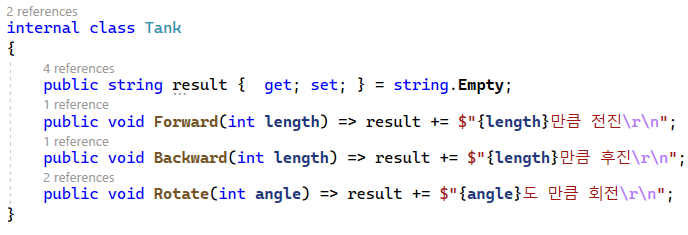 2 references
internal class Tank
{
4 references
public string result {  get; set; } = string.Empty;
1 reference
public void Forward(int length) => result += $"{length}만큼 전진\r\n";
1 reference
public void Backward(int length) => result += $"{length}만큼 후진\r\n";
2 references
public void Rotate(int angle) => result += $"{angle}도 만큼 회전\r\n";
}